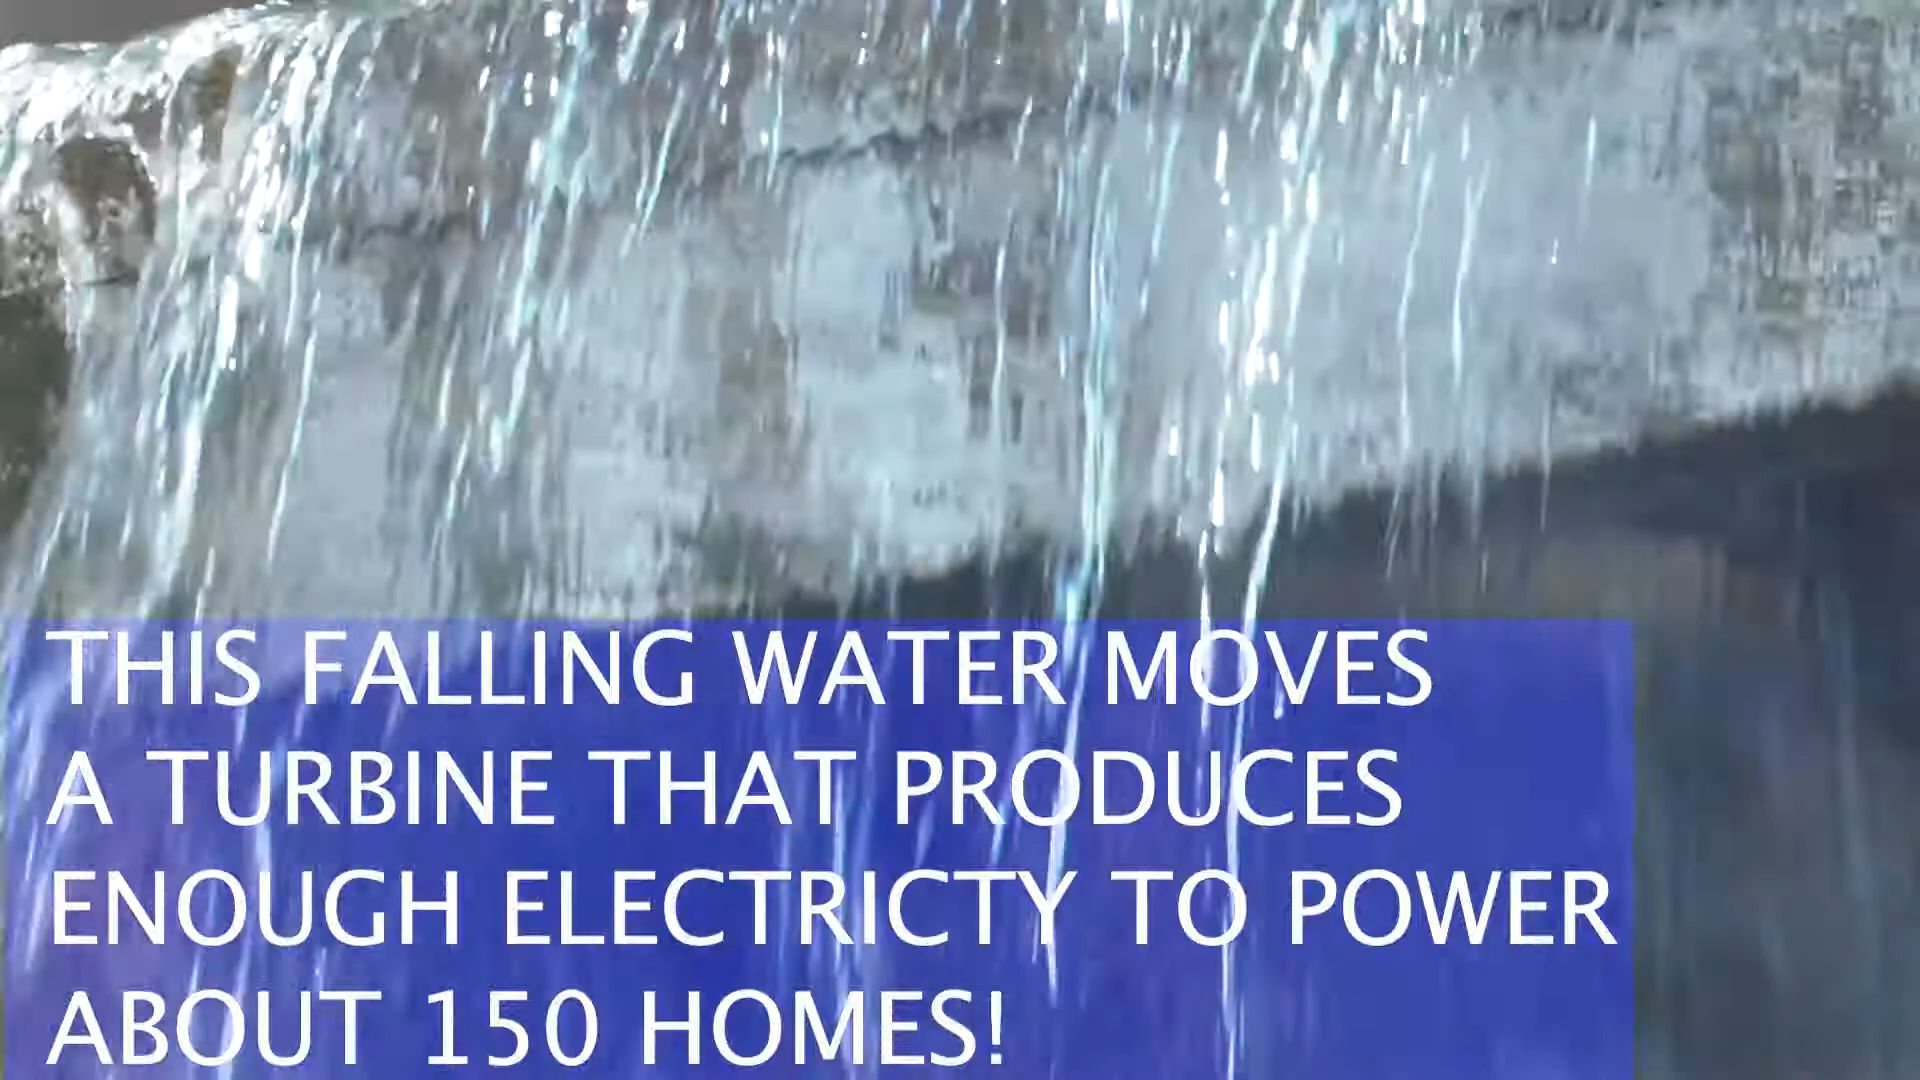 THIS FALLING WATER MOVES
A TURBINE THAT PRODUCES
ENOUGH ELECTRICTY TO POWER
ABOUT 150 HOMES!